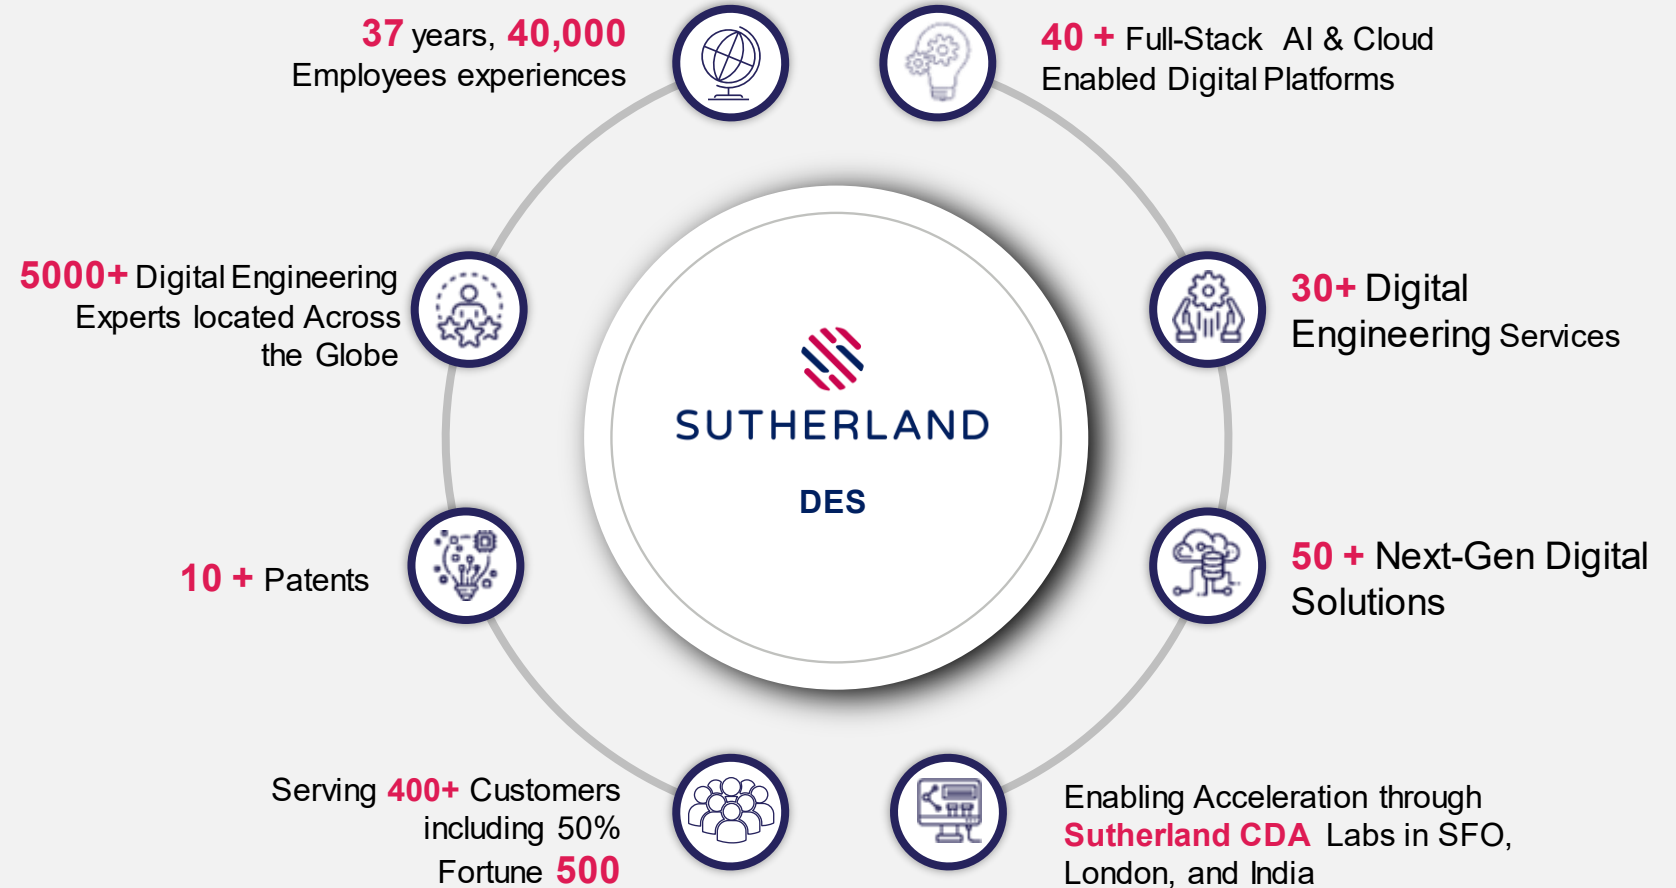 37 years, 40,000
Employees experiences
40 + Full-Stack AI & Cloud
Enabled Digital Platforms
5000+ Digital Engineering
Experts located Across
the Globe
30+ Digital
Engineering Services
SUTHERLAND
DES
10 + Patents
50 + Next-Gen Digital
Solutions
Serving 400+ Customers
including 50%
Fortune 500
Enabling Acceleration through
Sutherland CDA Labs in SFO,
London, and India